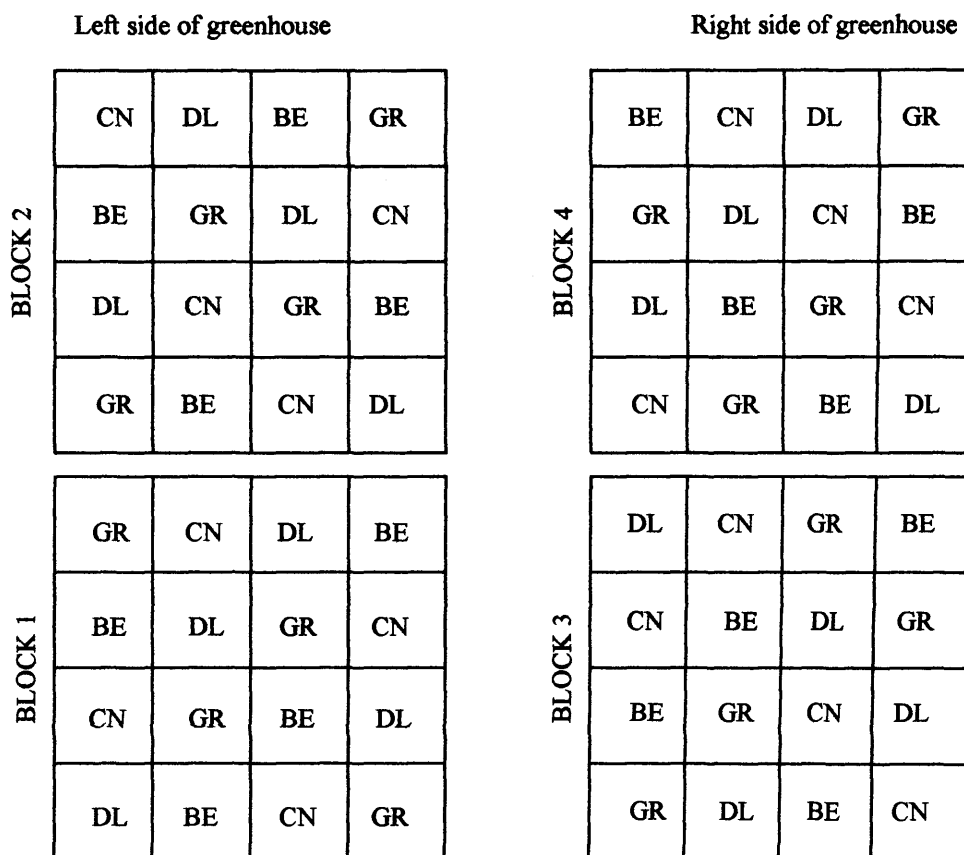 Left side of greenhouse
Right side of greenhouse
BLOCK 2
CN DL BE GR
BE GR DL CN
DL CN GR BE
GR BE CN DL
BLOCK 4
BE CN DL GR
GR DL CN BE
DL BE GR CN
CN GR BE DL
BLOCK 1
GR CN DL BE
BE DL GR CN
CN GR BE DL
DL BE CN GR
BLOCK 3
DL CN GR BE
CN BE DL GR
BE GR CN DL
GR DL BE CN